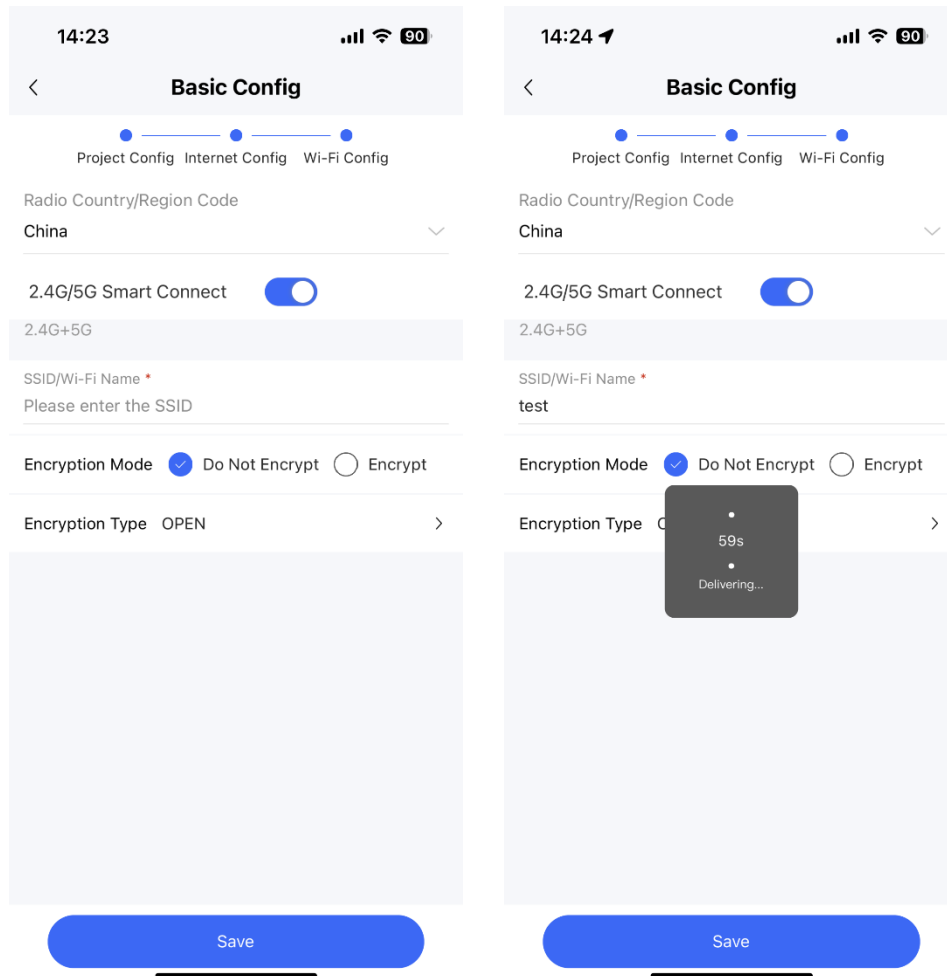 14:23
90
Basic Config
Project Config Internet Config Wi-Fi Config
Radio Country/Region Code
China
2.4G/5G Smart Connect
2.4G+5G
SSID/Wi-Fi Name *
Please enter the SSID
Encryption Mode Do Not Encrypt Encrypt
Encryption Type OPEN
Save
14:24
90
Basic Config
Project Config Internet Config Wi-Fi Config
Radio Country/Region Code
China
2.4G/5G Smart Connect
2.4G+5G
SSID/Wi-Fi Name *
test
Encryption Mode Do Not Encrypt Encrypt
Encryption Type
59s
Delivering...
Save